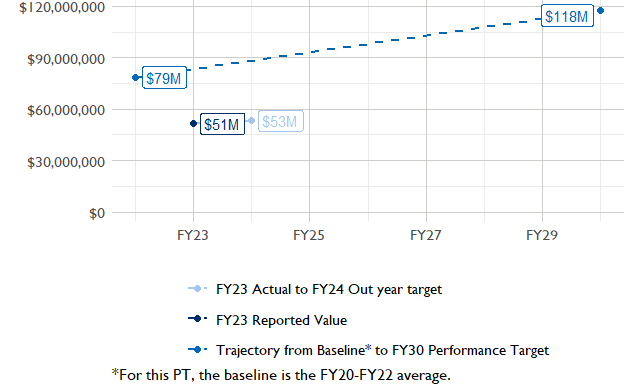 $120,000,000
$118M
$90,000,000
$79M
$60,000,000
$51M
$53M
$30,000,000
$0
FY23 FY25 FY27 FY29
FY23 Actual to FY24 Out year target
FY23 Reported Value
Trajectory from Baseline* to FY30 Performance Target
*For this PT, the baseline is the FY20-FY22 average.